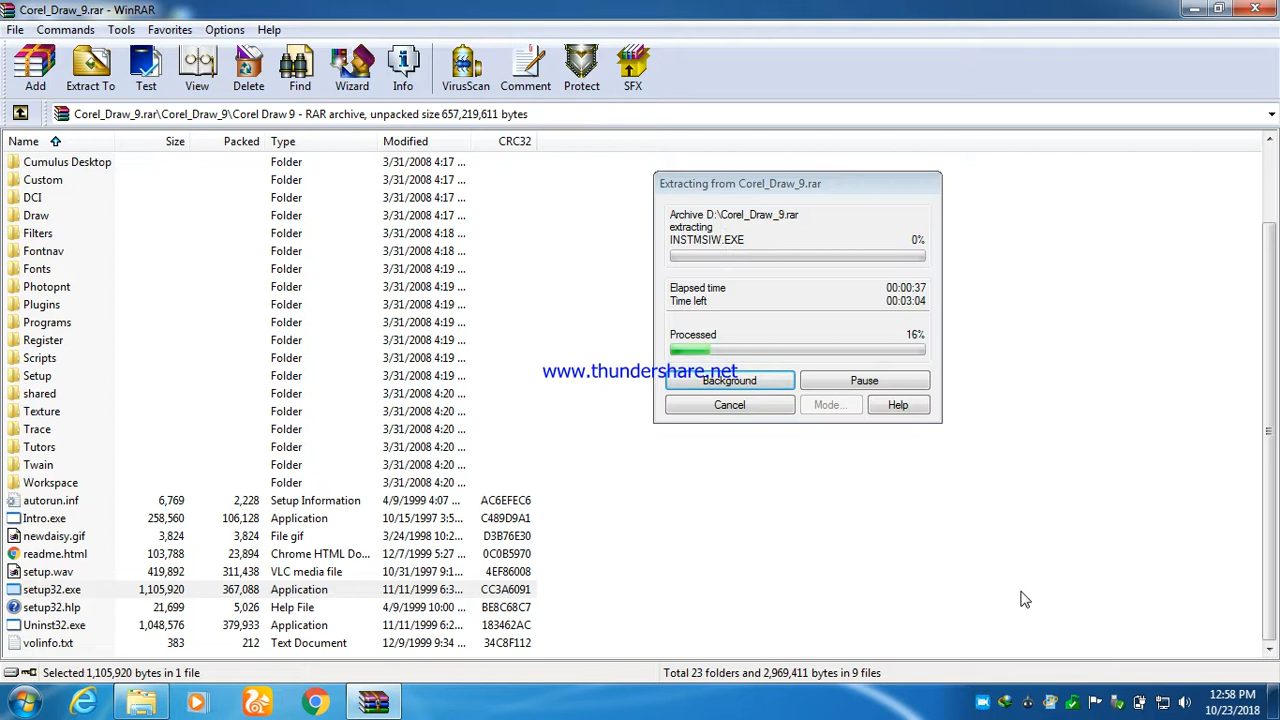 Corel_Draw_9.rar - WinRAR
File Commands Tools Favorites Options Help
Add Extract To Test View Delete Find Wizard Info VirusScan Comment Protect SFX
Corel_Draw_9.rar\Corel_Draw_9\Corel Draw 9 - RAR archive, unpacked size 657,219,611 bytes
Name Size Packed Type Modified CRC32
Cumulus Desktop Folder 3/31/2008 4:17 ...
Custom Folder 3/31/2008 4:17 ...
DCI Folder 3/31/2008 4:17 ...
Draw Folder 3/31/2008 4:17 ...
Filters Folder 3/31/2008 4:18 ...
Fontnav Folder 3/31/2008 4:18 ...
Fonts Folder 3/31/2008 4:19 ...
Photopnt Folder 3/31/2008 4:19 ...
Plugins Folder 3/31/2008 4:19 ...
Programs Folder 3/31/2008 4:19 ...
Register Folder 3/31/2008 4:19 ...
Scripts Folder 3/31/2008 4:19 ...
Setup Folder 3/31/2008 4:19 ...
shared Folder 3/31/2008 4:20 ...
Texture Folder 3/31/2008 4:20 ...
Trace Folder 3/31/2008 4:20 ...
Tutors Folder 3/31/2008 4:20 ...
Twain Folder 3/31/2008 4:20 ...
Workspace Folder 3/31/2008 4:20 ...
autorun.inf 6,769 2,228 Setup Information 4/9/1999 4:07 ... AC6EFEC6
Intro.exe 258,560 106,128 Application 10/15/1997 3:5... C489D9A1
newdaisy.gif 3,824 3,824 File gif 3/24/1998 10:2... D3B76E30
readme.html 103,788 23,894 Chrome HTML Do... 12/7/1999 5:27 ... 0C0B5970
setup.wav 419,892 311,438 VLC media file 10/31/1997 9:1... 4EF86008
setup32.exe 1,105,920 367,088 Application 11/11/1999 6:3... CC3A6091
setup32.hlp 21,699 5,026 Help File 4/9/1999 10:00 ... BE8C68C7
Uninst32.exe 1,048,576 379,933 Application 11/11/1999 6:2... 183462AC
volinfo.txt 383 212 Text Document 12/9/1999 9:34 ... 34C8F112
Extracting from Corel_Draw_9.rar
Archive D:\Corel_Draw_9.rar
extracting
INSTMSIW.EXE 0%
Elapsed time 00:00:37
Time left 00:03:04
Processed 16%
www.thundershare.net
Background Pause
Cancel Mode... Help
Selected 1,105,920 bytes in 1 file Total 23 folders and 2,969,411 bytes in 9 files
12:58 PM
10/23/2018